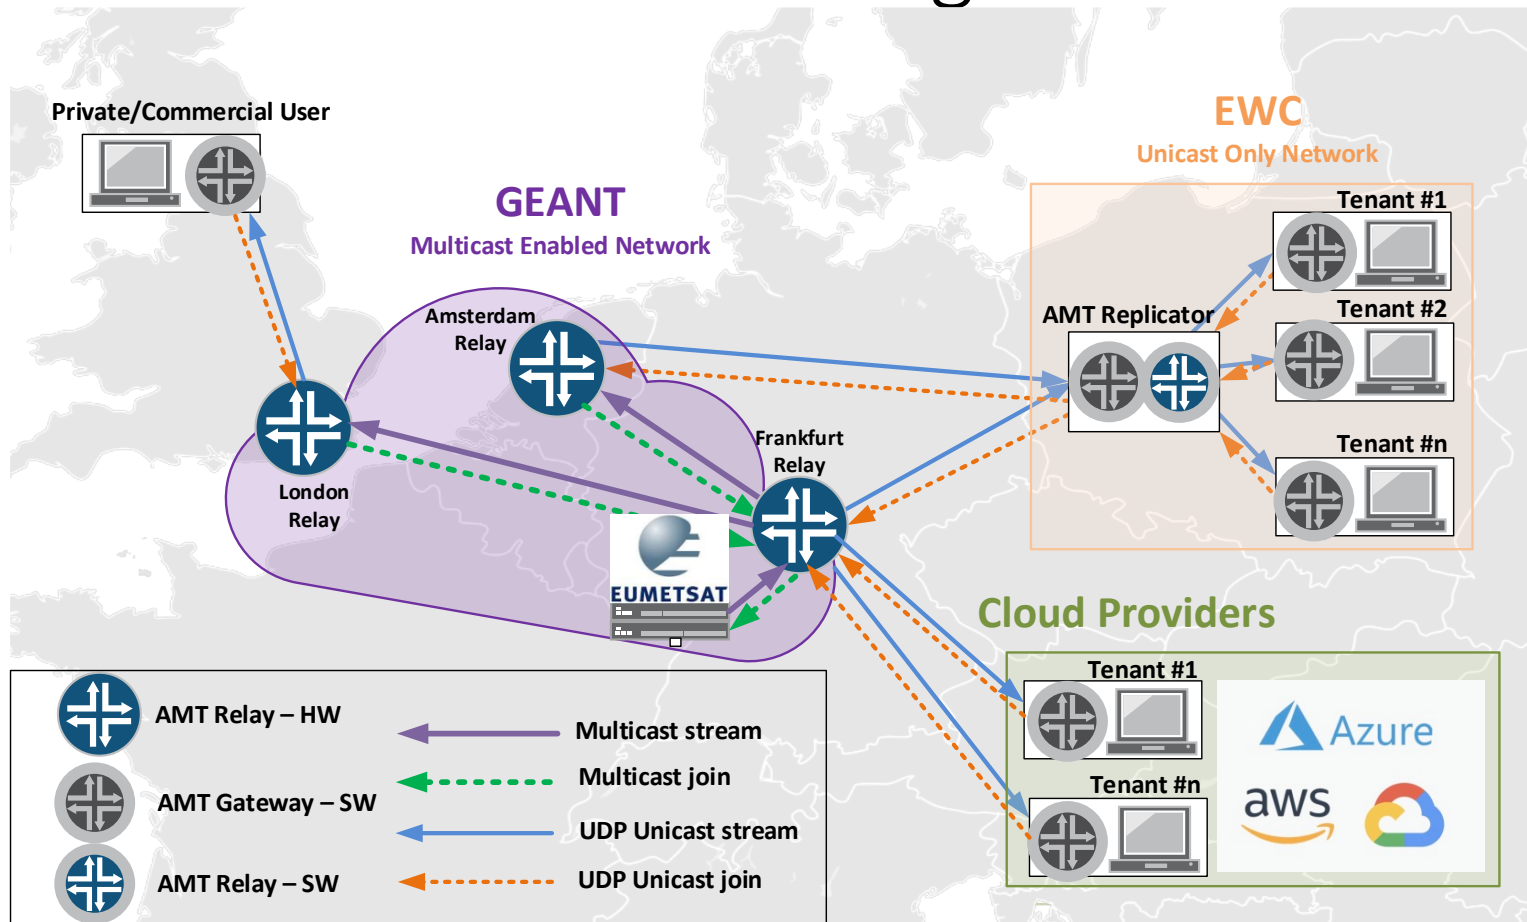 g
Private/Commercial User
EWC
Unicast Only Network
GEANT
Multicast Enabled Network
Tenant #1
Amsterdam
Relay
AMT Replicator
Tenant #2
Frankfurt
Relay
Tenant #n
London
Relay
EUMETSAT
Cloud Providers
Tenant #1
Azure
Tenant #n
aws
AMT Relay – HW
Multicast stream
Multicast join
AMT Gateway – SW
UDP Unicast stream
AMT Relay – SW
UDP Unicast join